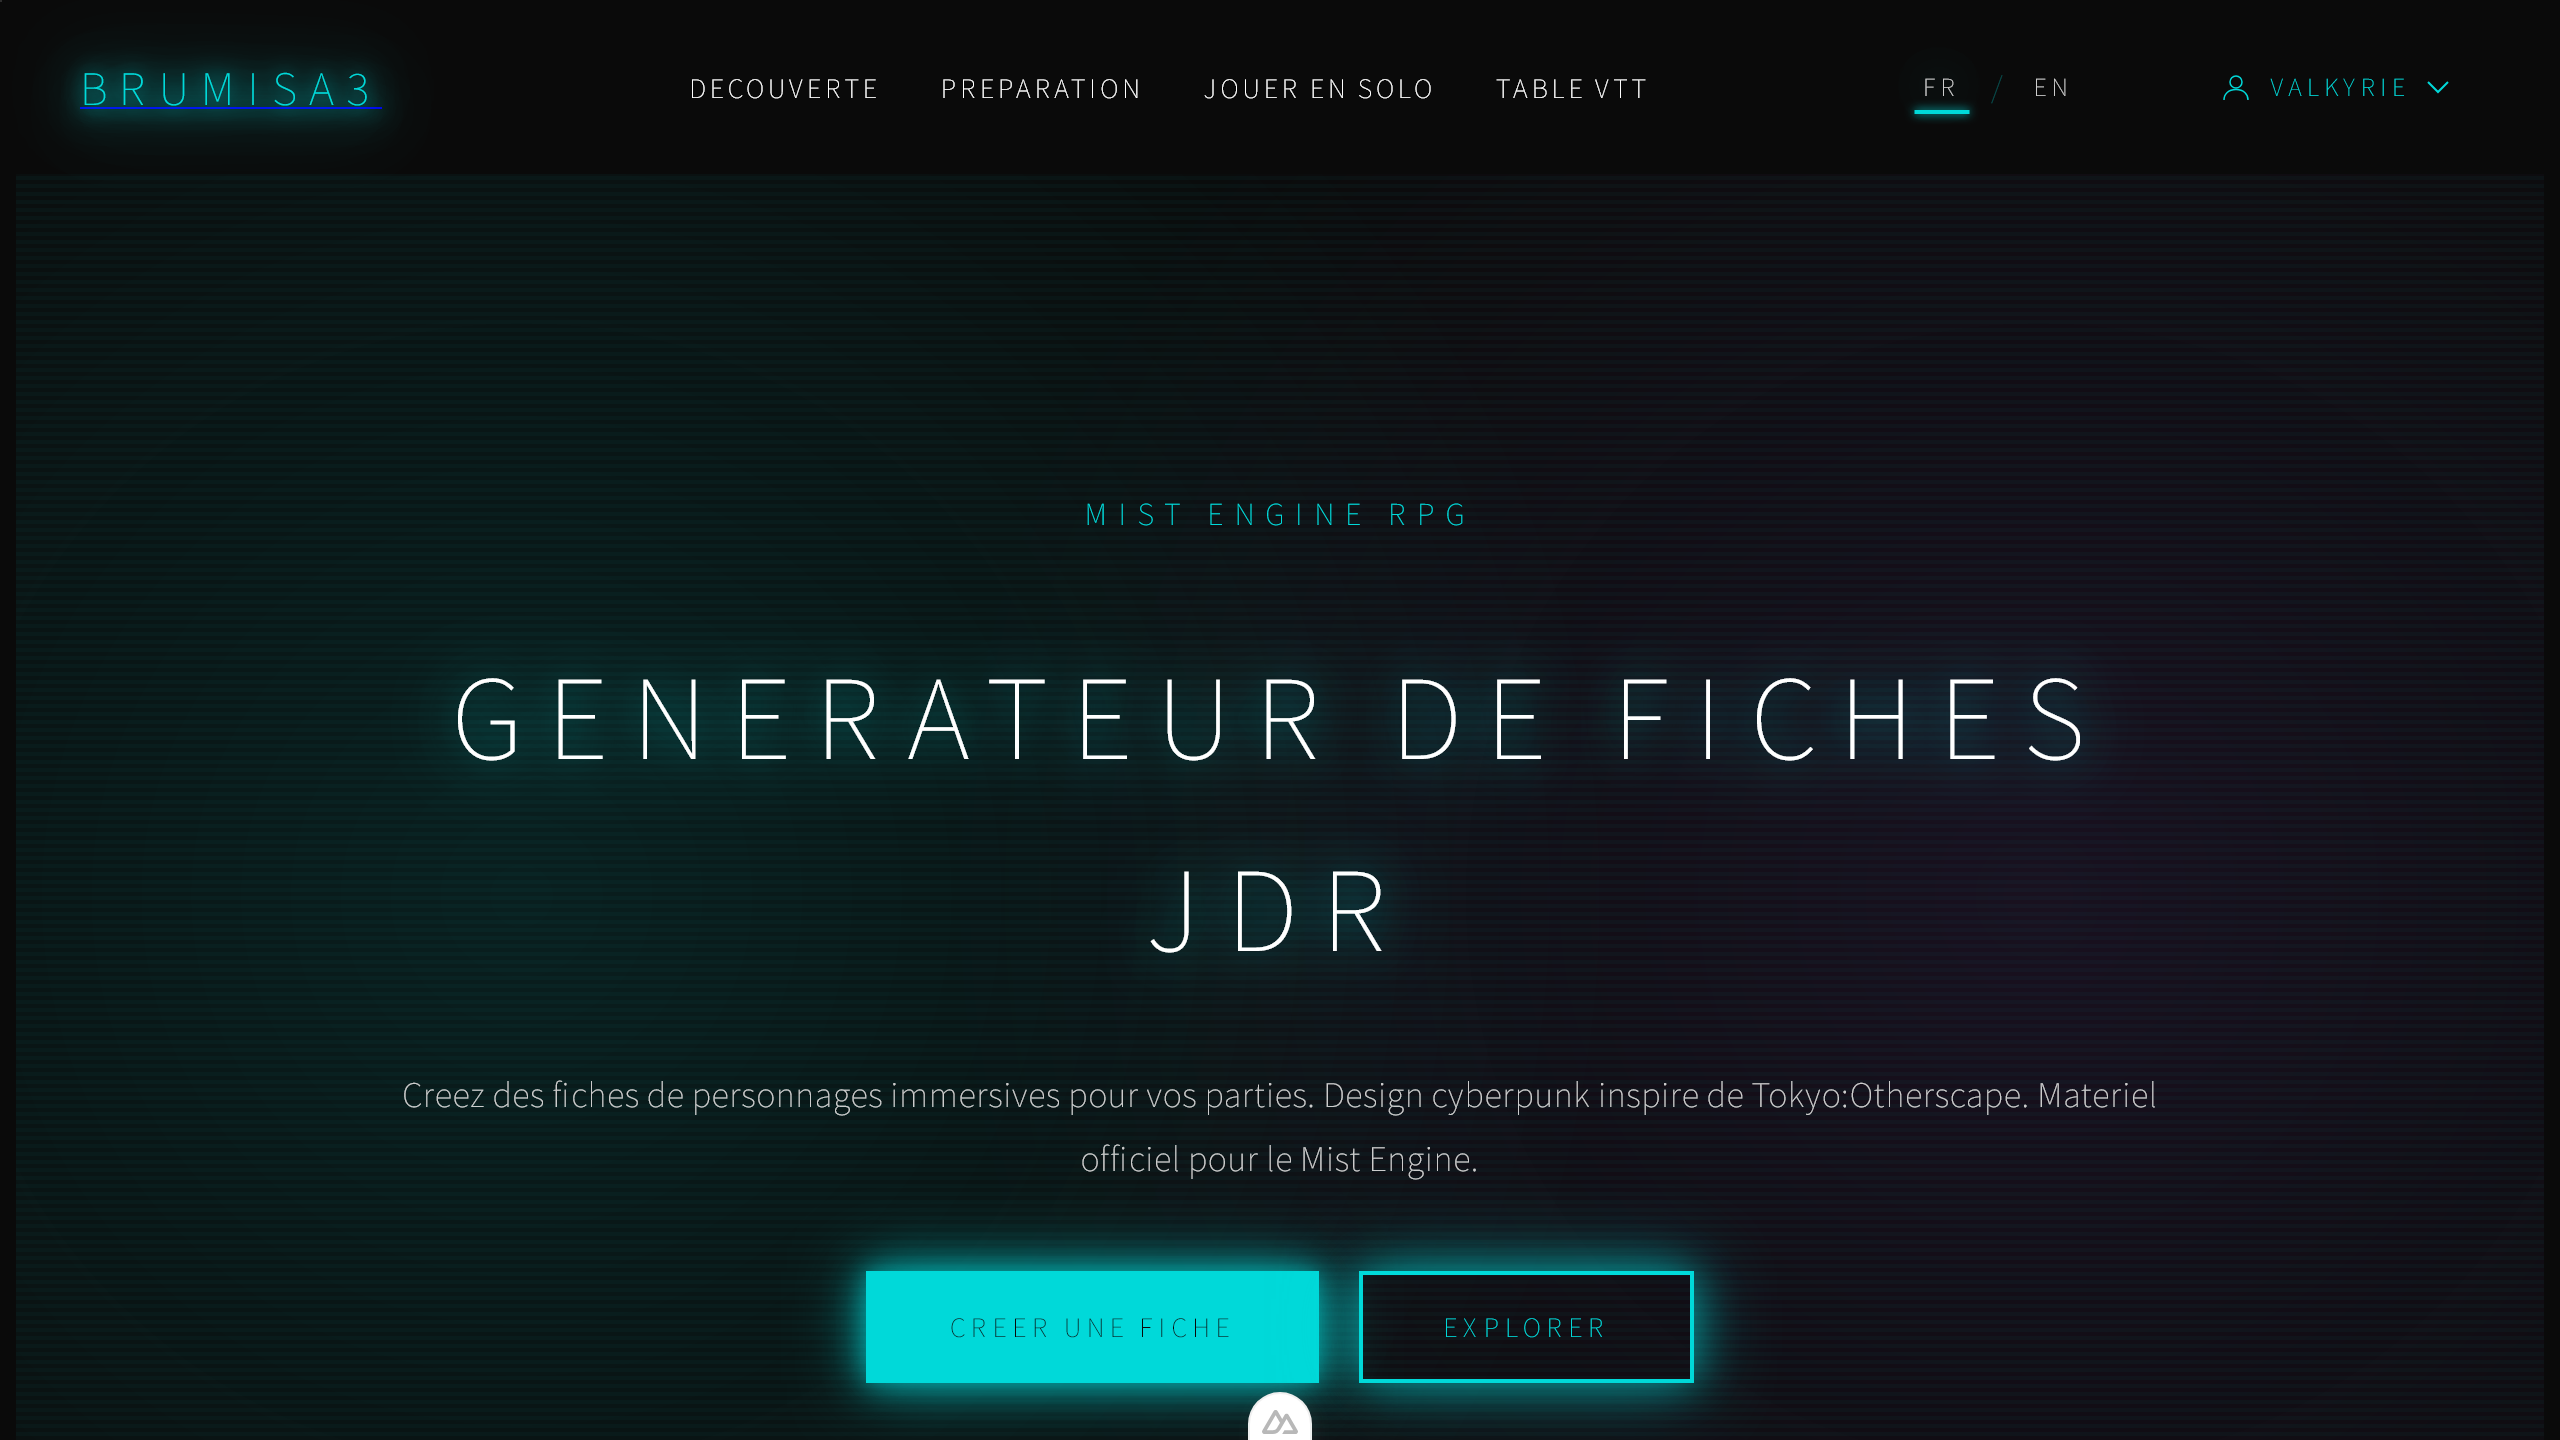 BRUMISA3
DECOUVERTE PREPARATION JOUER EN SOLO TABLE VTT
FR / EN
VALKYRIE
MIST ENGINE RPG
GENERATEUR DE FICHES
JDR
Creez des fiches de personnages immersives pour vos parties. Design cyberpunk inspire de Tokyo:Otherscape. Materiel
officiel pour le Mist Engine.
CREER UNE FICHE
EXPLORER